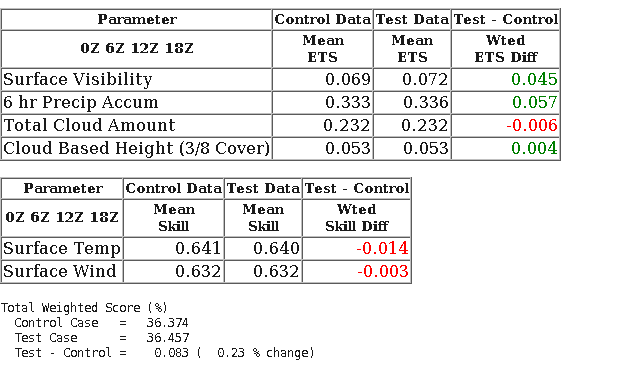 Parameter Control Data Test Data Test - Control
0Z 6Z 12Z 18Z Mean ETS Mean ETS Wted ETS Diff
Surface Visibility 0.069 0.072 0.045
6 hr Precip Accum 0.333 0.336 0.057
Total Cloud Amount 0.232 0.232 -0.006
Cloud Based Height (3/8 Cover) 0.053 0.053 0.004
Parameter Control Data Test Data Test - Control
0Z 6Z 12Z 18Z Mean Skill Mean Skill Wted Skill Diff
Surface Temp 0.641 0.640 -0.014
Surface Wind 0.632 0.632 -0.003
Total Weighted Score (%)
Control Case = 36.374
Test Case = 36.457
Test - Control = 0.083 ( 0.23 % change)